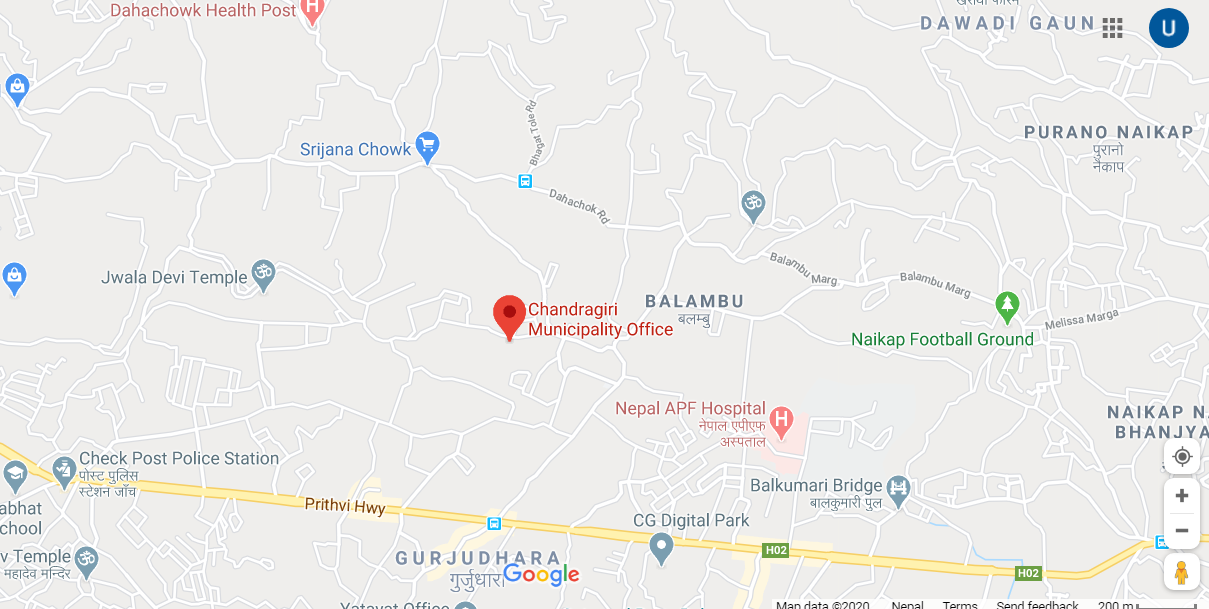 Dahachowk Health Post
H
DAWADI GAUN
U
PURANO NAIKAP
पुरानो
नैकाप
Bhagat Tole Rd
Srijana Chowk
Dahachok Rd
ॐ
Balambu Marg
Balambu Marg
Jwala Devi Temple
ॐ
BALAMBU
बलम्बु
Chandragiri
Municipality Office
Melissa Marga
Naikap Football Ground
Nepal APF Hospital
H
नेपाल एपीएफ
अस्पताल
NAIKAP NA
BHANJYA
Check Post Police Station
पोस्ट पुलिस
स्टेशन जाँच
Balkumari Bridge
बालकुमारी पुल
Prithvi Hwy
abhat
chool
CG Digital Park
H02
GURJUDHARA
गुर्जुधारा
Google
H02
v Temple
ॐ
महादेव मन्दिर
Yatayat Office
Map data ©2020
Nepal
Terms
Send feedback
200 m